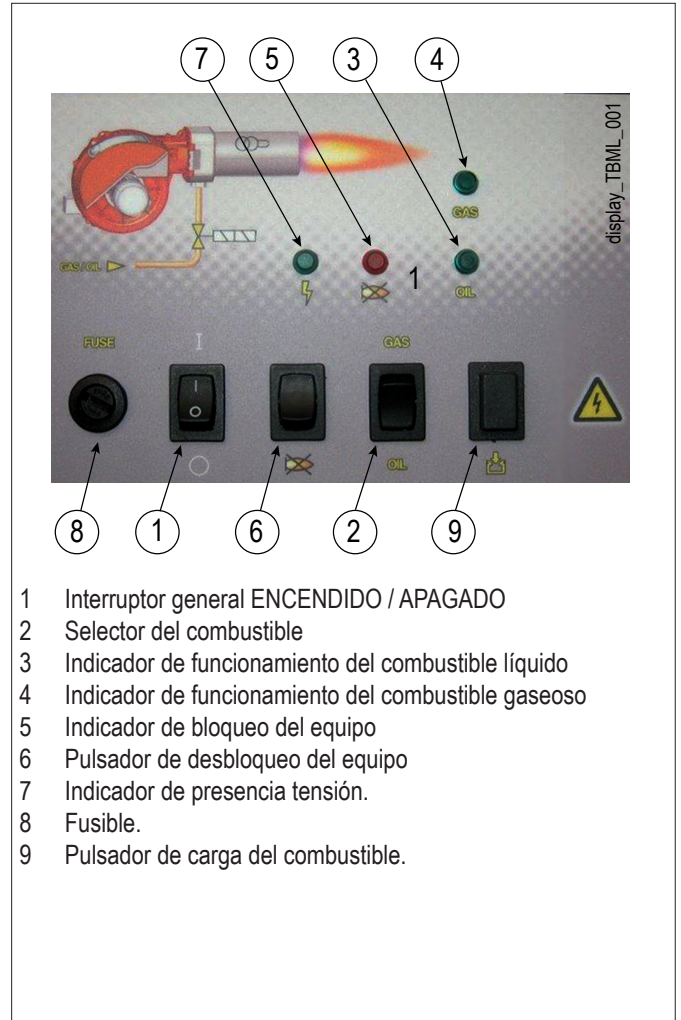 7 5 3 4
display_TBML_001
GAS
GAS/OIL
1
OIL
FUSE I GAS
OIL
8 1 6 2 9
1 Interruptor general ENCENDIDO / APAGADO
2 Selector del combustible
3 Indicador de funcionamiento del combustible líquido
4 Indicador de funcionamiento del combustible gaseoso
5 Indicador de bloqueo del equipo
6 Pulsador de desbloqueo del equipo
7 Indicador de presencia tensión.
8 Fusible.
9 Pulsador de carga del combustible.